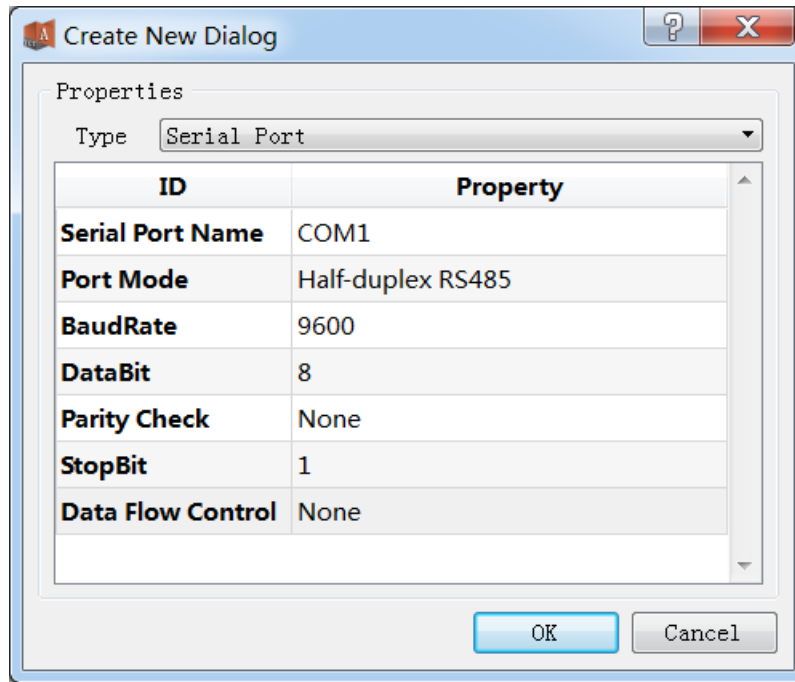 Create New Dialog
Properties
Type Serial Port
ID Property
Serial Port Name COM1
Port Mode Half-duplex RS485
BaudRate 9600
DataBit 8
Parity Check None
StopBit 1
Data Flow Control None
OK Cancel